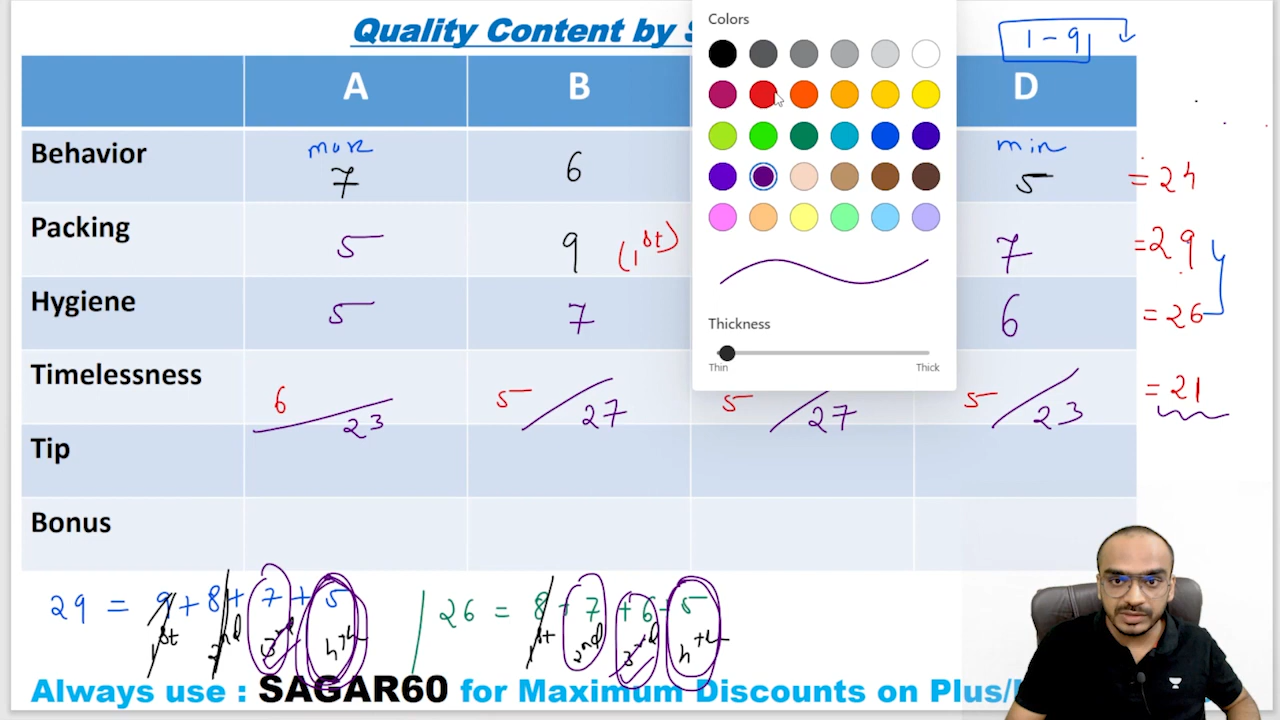 Quality Content by S
Colors
1 - 9
A B D
Behavior max 7 6 min 5 = 24
Packing 5 9 (1st) 7 = 29
Hygiene 5 7 6 = 26
Timelessness 6 / 23 5 / 27 5 / 27 5 / 23 = 21
Tip
Bonus
Thickness
Thin Thick
29 = 9 + 8 + 7 + 5
1st 2nd 3rd 4th
26 = 8 + 7 + 6 + 5
1st 2nd 3rd 4th
Always use : SAGAR60 for Maximum Discounts on Plus/